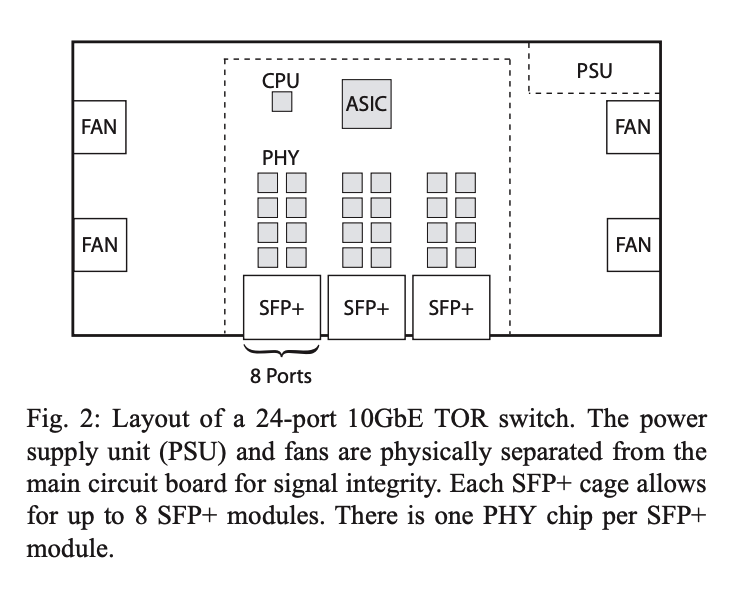 PSU
CPU
ASIC
FAN
FAN
PHY
FAN
FAN
SFP+
SFP+
SFP+
8 Ports
Fig. 2: Layout of a 24-port 10GbE TOR switch. The power
supply unit (PSU) and fans are physically separated from the
main circuit board for signal integrity. Each SFP+ cage allows
for up to 8 SFP+ modules. There is one PHY chip per SFP+
module.